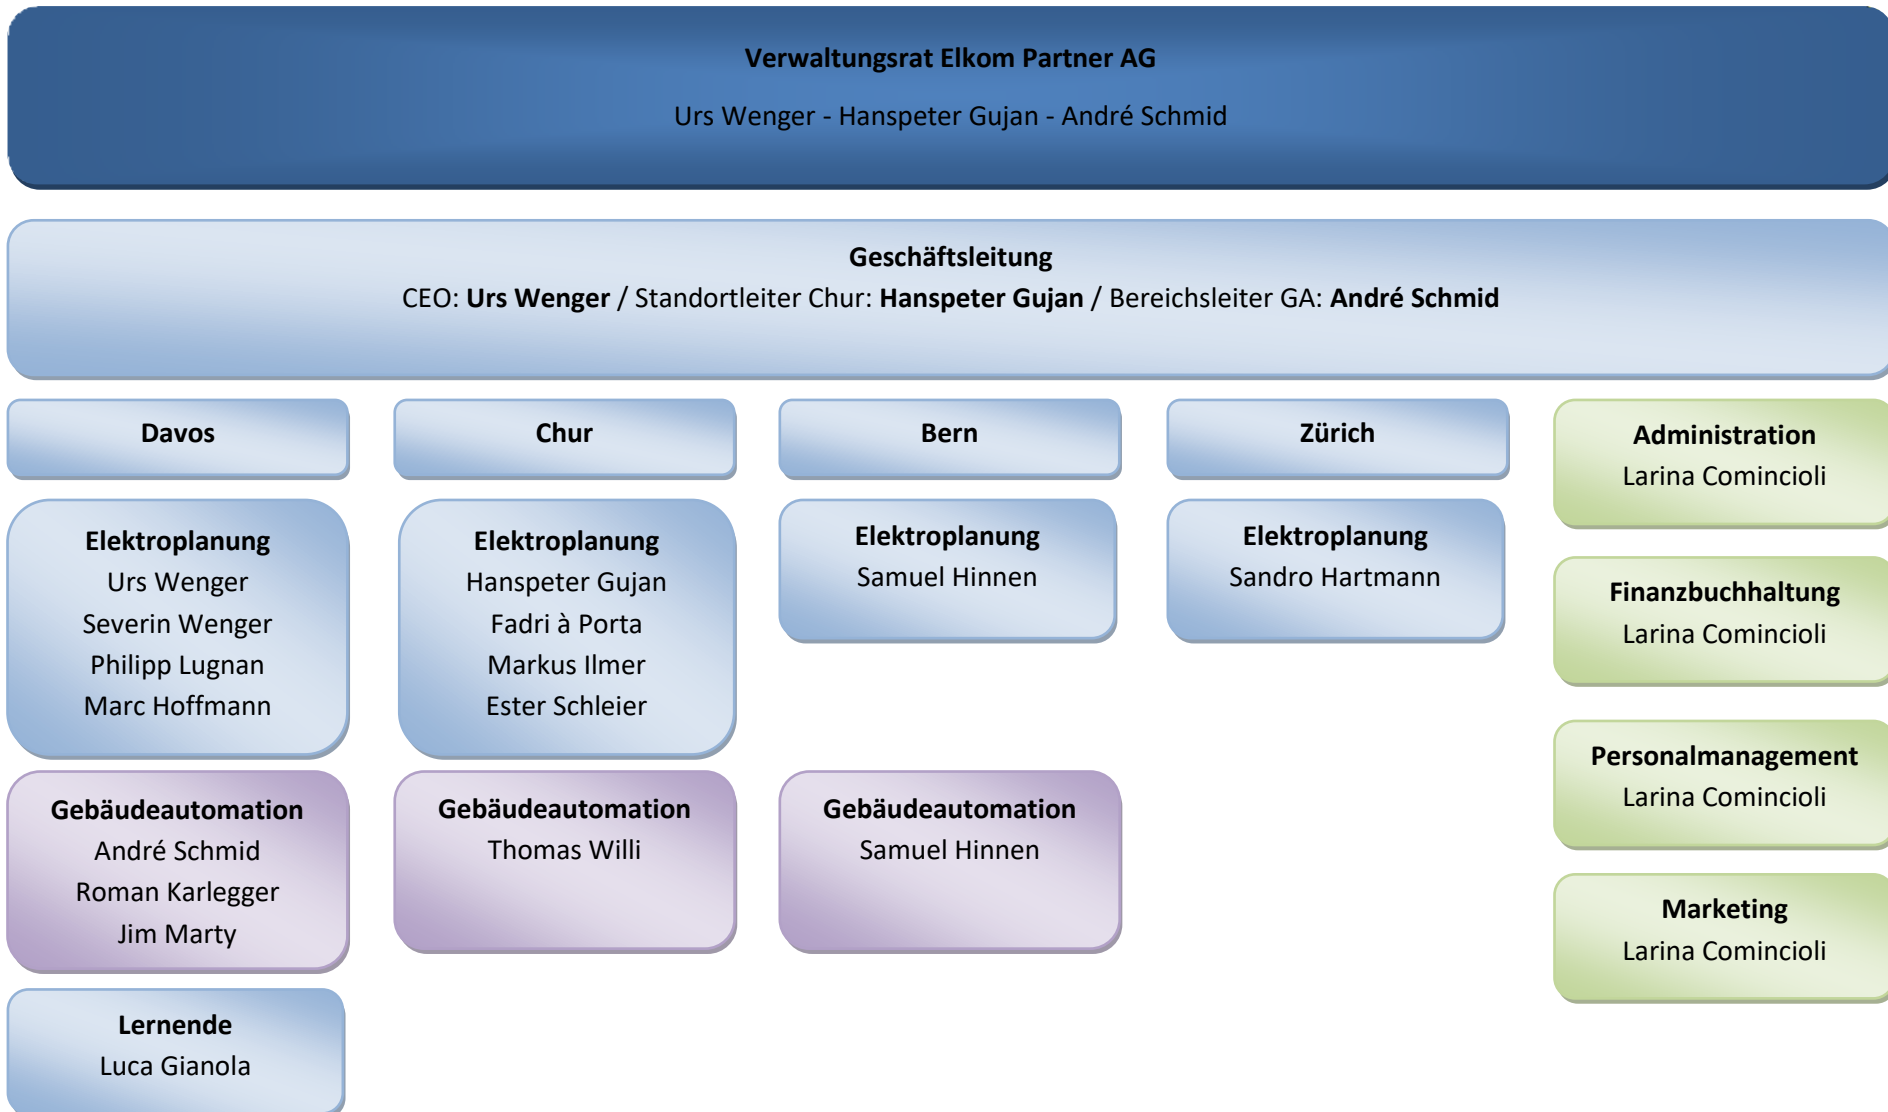 Verwaltungsrat Elkom Partner AG
Urs Wenger - Hanspeter Gujan - André Schmid
Geschäftsleitung
CEO: Urs Wenger / Standortleiter Chur: Hanspeter Gujan / Bereichsleiter GA: André Schmid
Davos
Elektroplanung
Urs Wenger
Severin Wenger
Philipp Lugnan
Marc Hoffmann
Gebäudeautomation
André Schmid
Roman Karlegger
Jim Marty
Lernende
Luca Gianola
Chur
Elektroplanung
Hanspeter Gujan
Fadri à Porta
Markus Ilmer
Ester Schleier
Gebäudeautomation
Thomas Willi
Bern
Elektroplanung
Samuel Hinnen
Gebäudeautomation
Samuel Hinnen
Zürich
Elektroplanung
Sandro Hartmann
Administration
Larina Comincioli
Finanzbuchhaltung
Larina Comincioli
Personalmanagement
Larina Comincioli
Marketing
Larina Comincioli